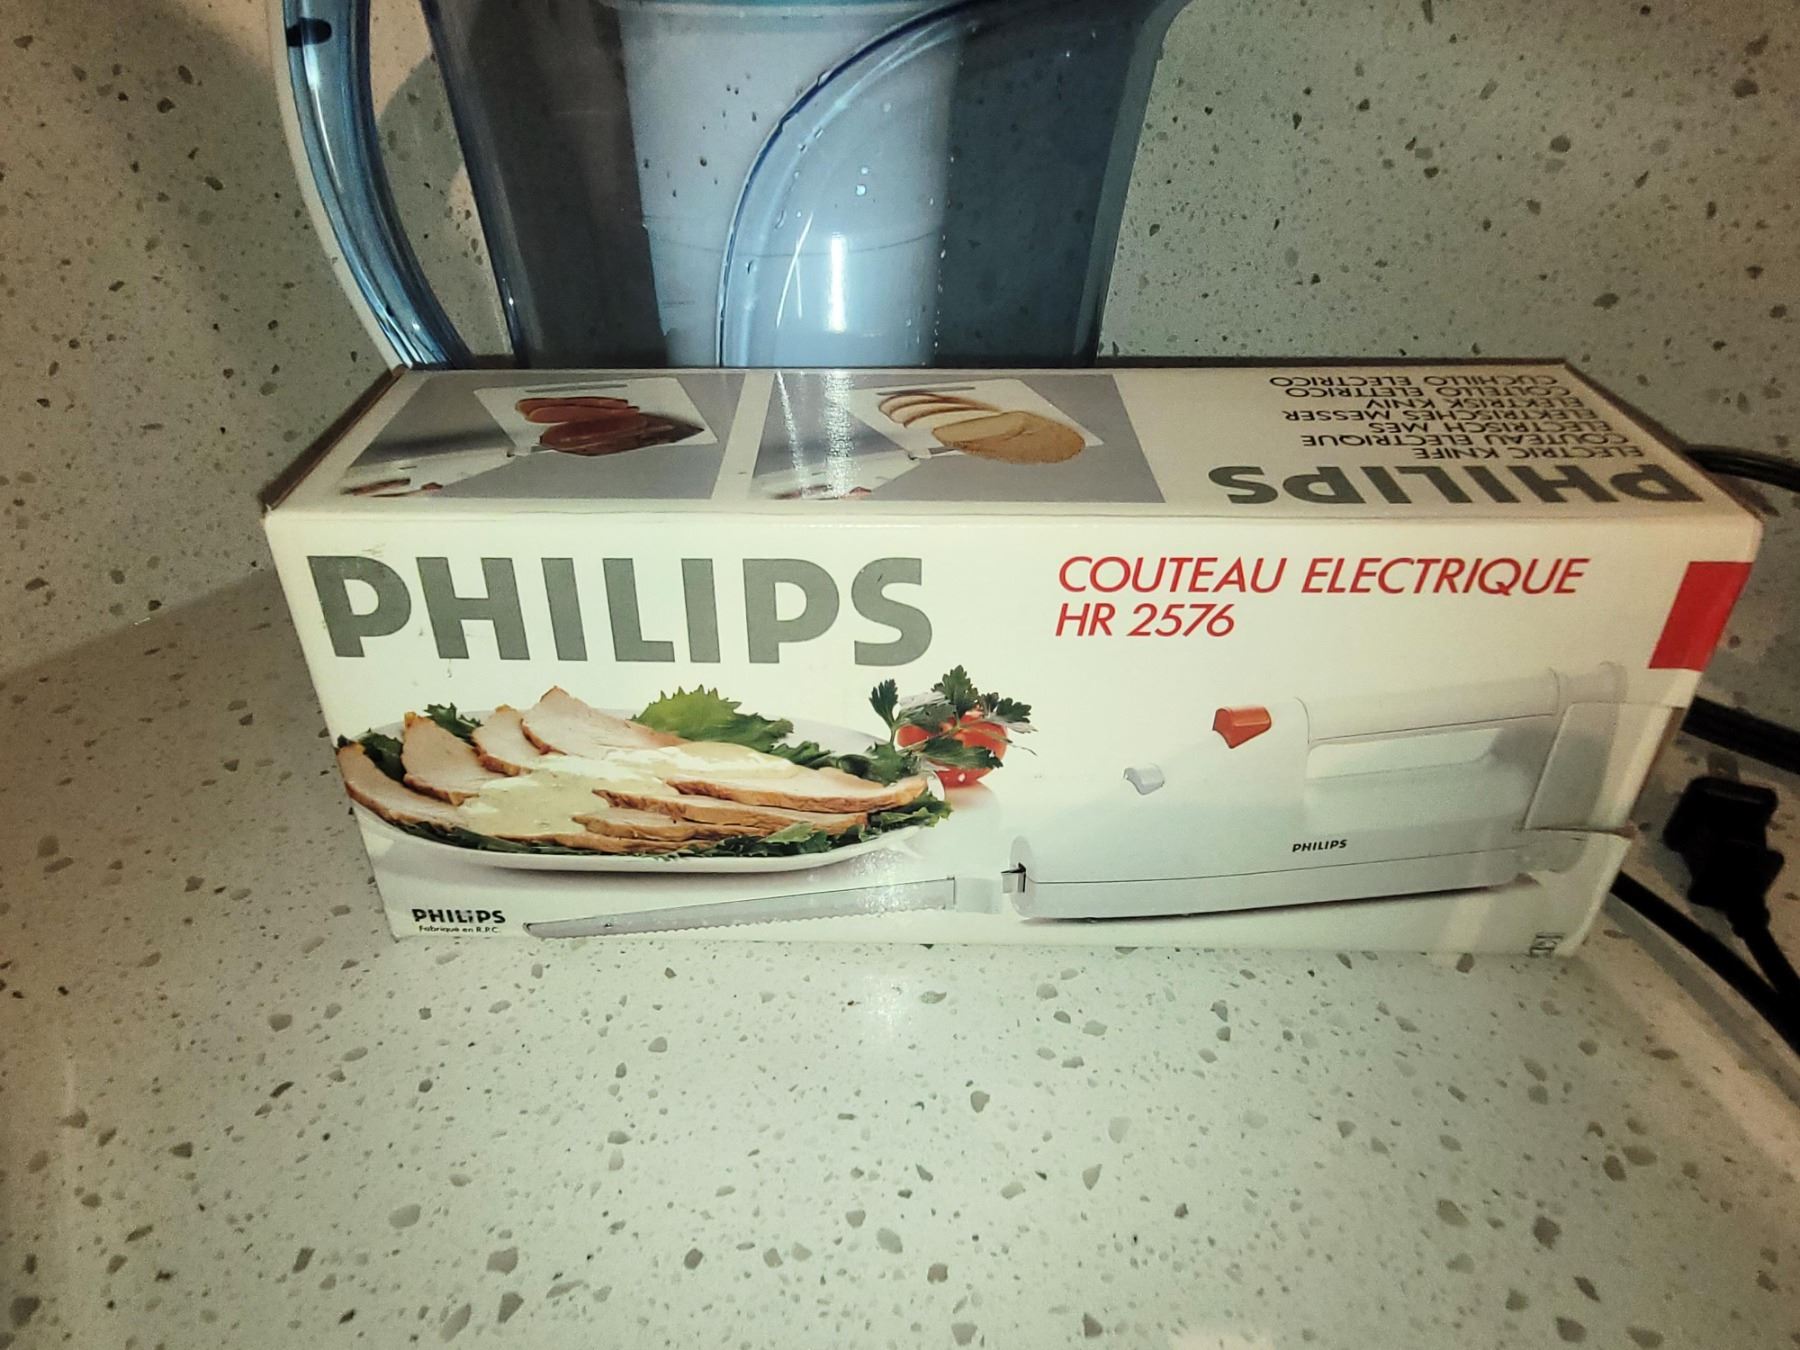 ELECTRIC KNIFE
COUTEAU ELECTRIQUE
ELECTRISCH MES
ELEKTRISCHES MESSER
ELEKTRISK KNIV
COLTELLO ELETTRICO
CUCHILLO ELECTRICO
PHILIPS
PHILIPS
COUTEAU ELECTRIQUE
HR 2576
PHILIPS
PHILIPS
Fabriqué en R.P.C.